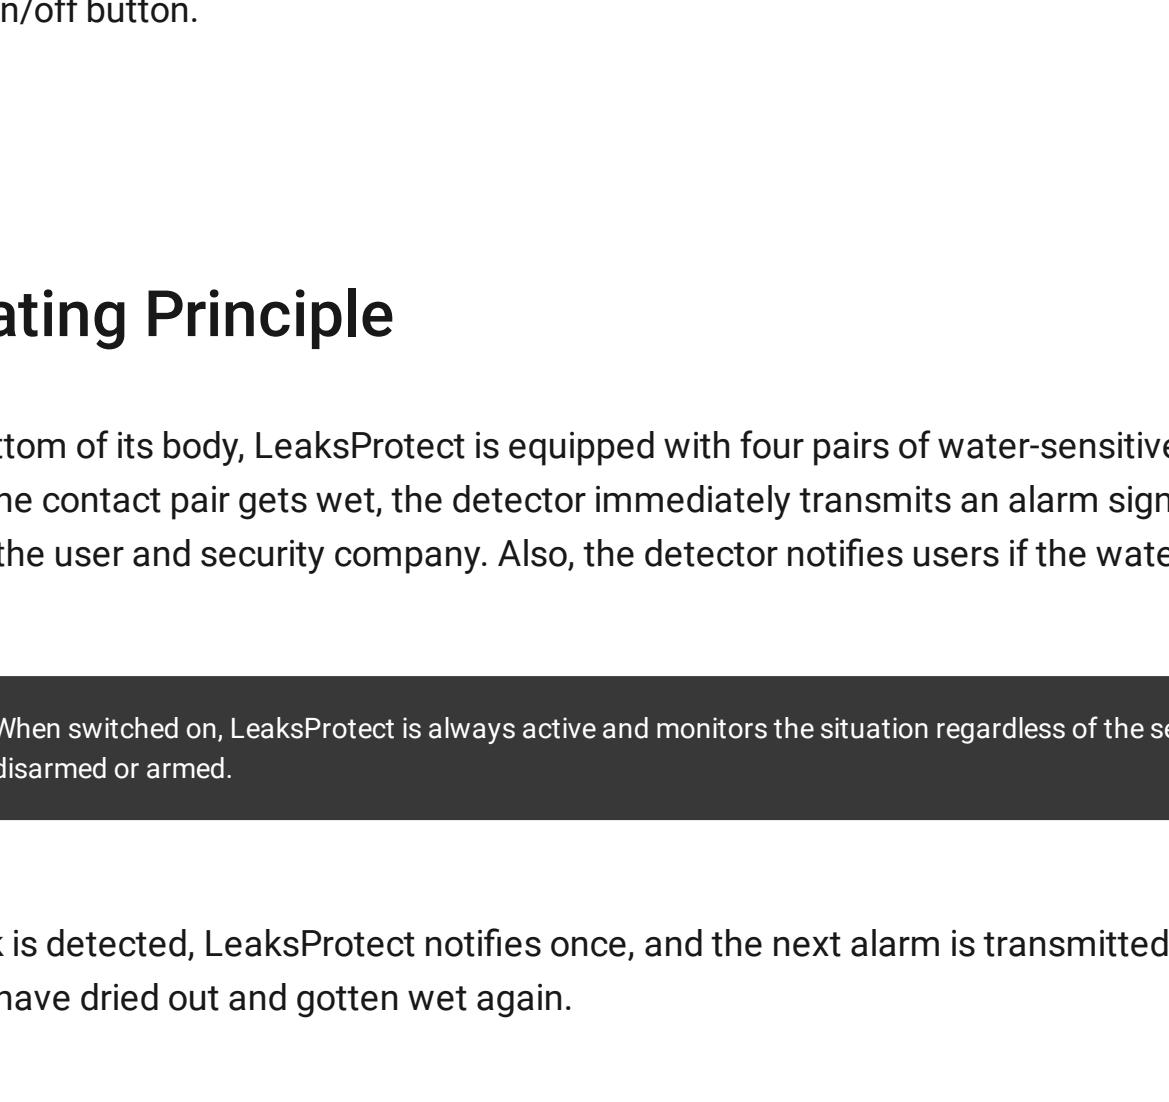 n/off button.
ating Principle
ttom of its body, LeaksProtect is equipped with four pairs of water-sensitive
ne contact pair gets wet, the detector immediately transmits an alarm sign
the user and security company. Also, the detector notifies users if the wate
When switched on, LeaksProtect is always active and monitors the situation regardless of the se
disarmed or armed.
k is detected, LeaksProtect notifies once, and the next alarm is transmitted
have dried out and gotten wet again.